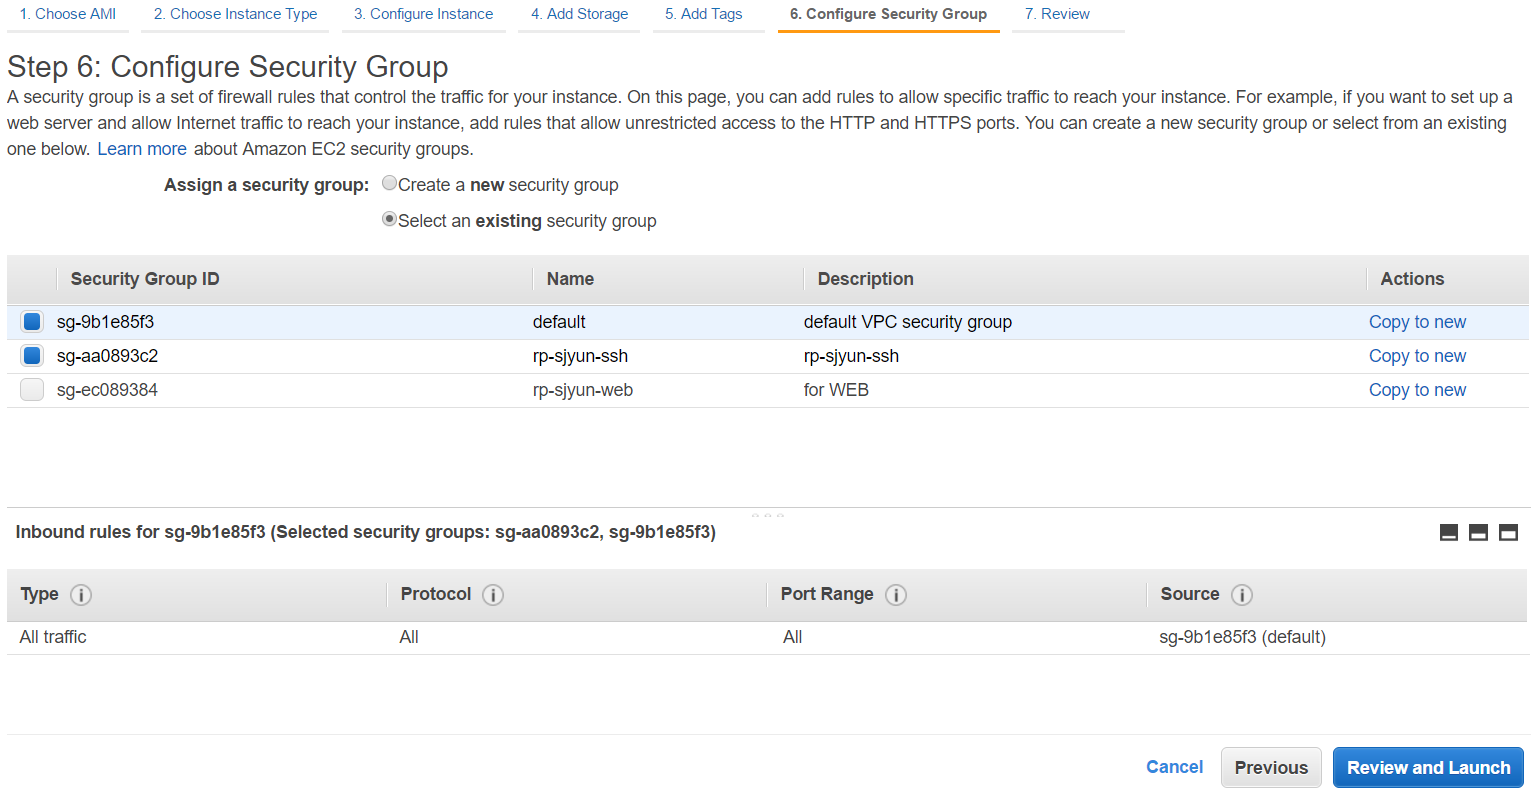 1. Choose AMI 2. Choose Instance Type 3. Configure Instance 4. Add Storage 5. Add Tags 6. Configure Security Group 7. Review
Step 6: Configure Security Group
A security group is a set of firewall rules that control the traffic for your instance. On this page, you can add rules to allow specific traffic to reach your instance. For example, if you want to set up a
web server and allow Internet traffic to reach your instance, add rules that allow unrestricted access to the HTTP and HTTPS ports. You can create a new security group or select from an existing
one below. Learn more about Amazon EC2 security groups.
Assign a security group: Create a new security group
Select an existing security group
Security Group ID Name Description Actions
sg-9b1e85f3 default default VPC security group Copy to new
sg-aa0893c2 rp-sjyun-ssh rp-sjyun-ssh Copy to new
sg-ec089384 rp-sjyun-web for WEB Copy to new
Inbound rules for sg-9b1e85f3 (Selected security groups: sg-aa0893c2, sg-9b1e85f3)
Type Protocol Port Range Source
All traffic All All sg-9b1e85f3 (default)
Cancel Previous Review and Launch